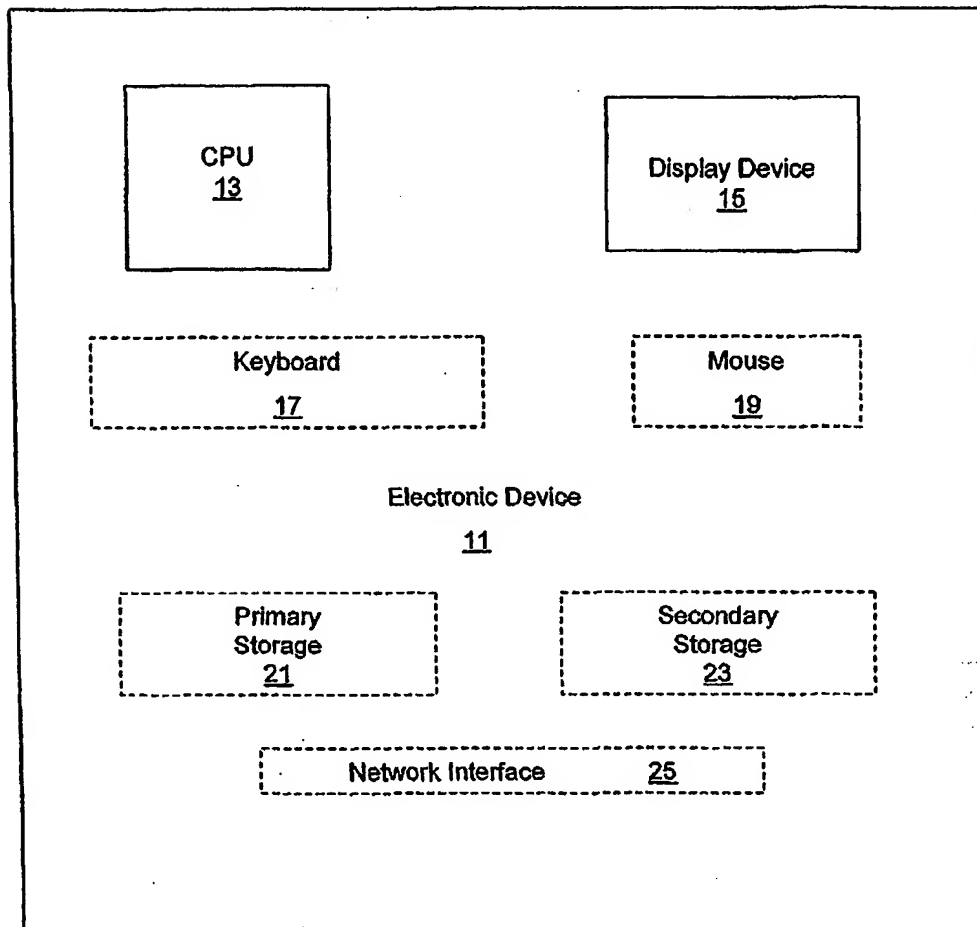 CPU
13
Display Device
15
Keyboard
17
Mouse
19
Electronic Device
11
Primary
Storage
21
Secondary
Storage
23
Network Interface 25